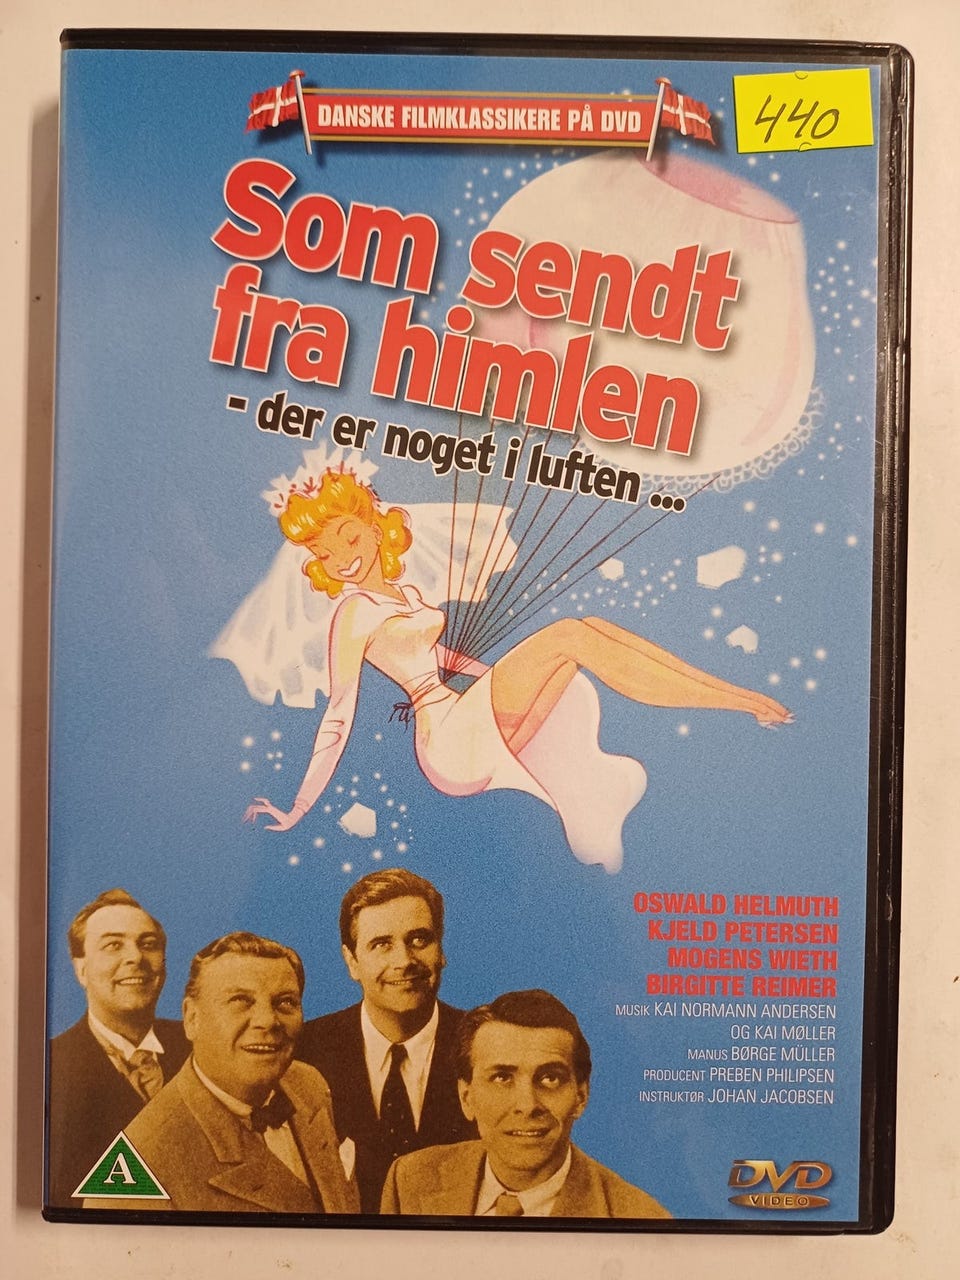 DANSKE FILMKLASSIKERE PÅ DVD
440
Som sendt
fra himlen
- der er noget i luften ...
OSWALD HELMUTH
KJELD PETERSEN
MOGENS WIETH
BIRGITTE REIMER
MUSIK KAI NORMANN ANDERSEN
OG KAI MØLLER
MANUS BØRGE MÜLLER
PRODUCENT PREBEN PHILIPSEN
INSTRUKTØR JOHAN JACOBSEN
A
DVD
VIDEO